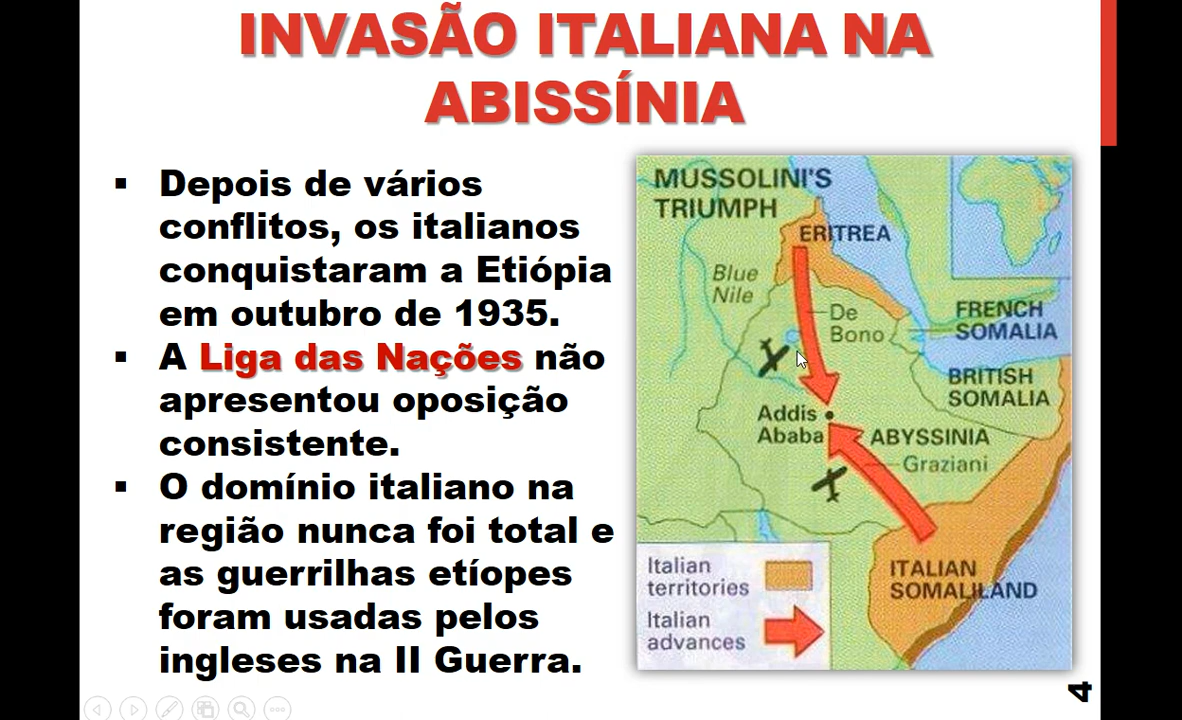 INVASÃO ITALIANA NA
ABISSÍNIA
▪ Depois de vários
conflitos, os italianos
conquistaram a Etiópia
em outubro de 1935.
▪ A Liga das Nações não
apresentou oposição
consistente.
▪ O domínio italiano na
região nunca foi total e
as guerrilhas etíopes
foram usadas pelos
ingleses na II Guerra.
MUSSOLINI'S
TRIUMPH
ERITREA
Blue
Nile
De
Bono
FRENCH
SOMALIA
BRITISH
SOMALIA
Addis
Ababa
ABYSSINIA
Graziani
ITALIAN
SOMALILAND
Italian
territories
Italian
advances
4